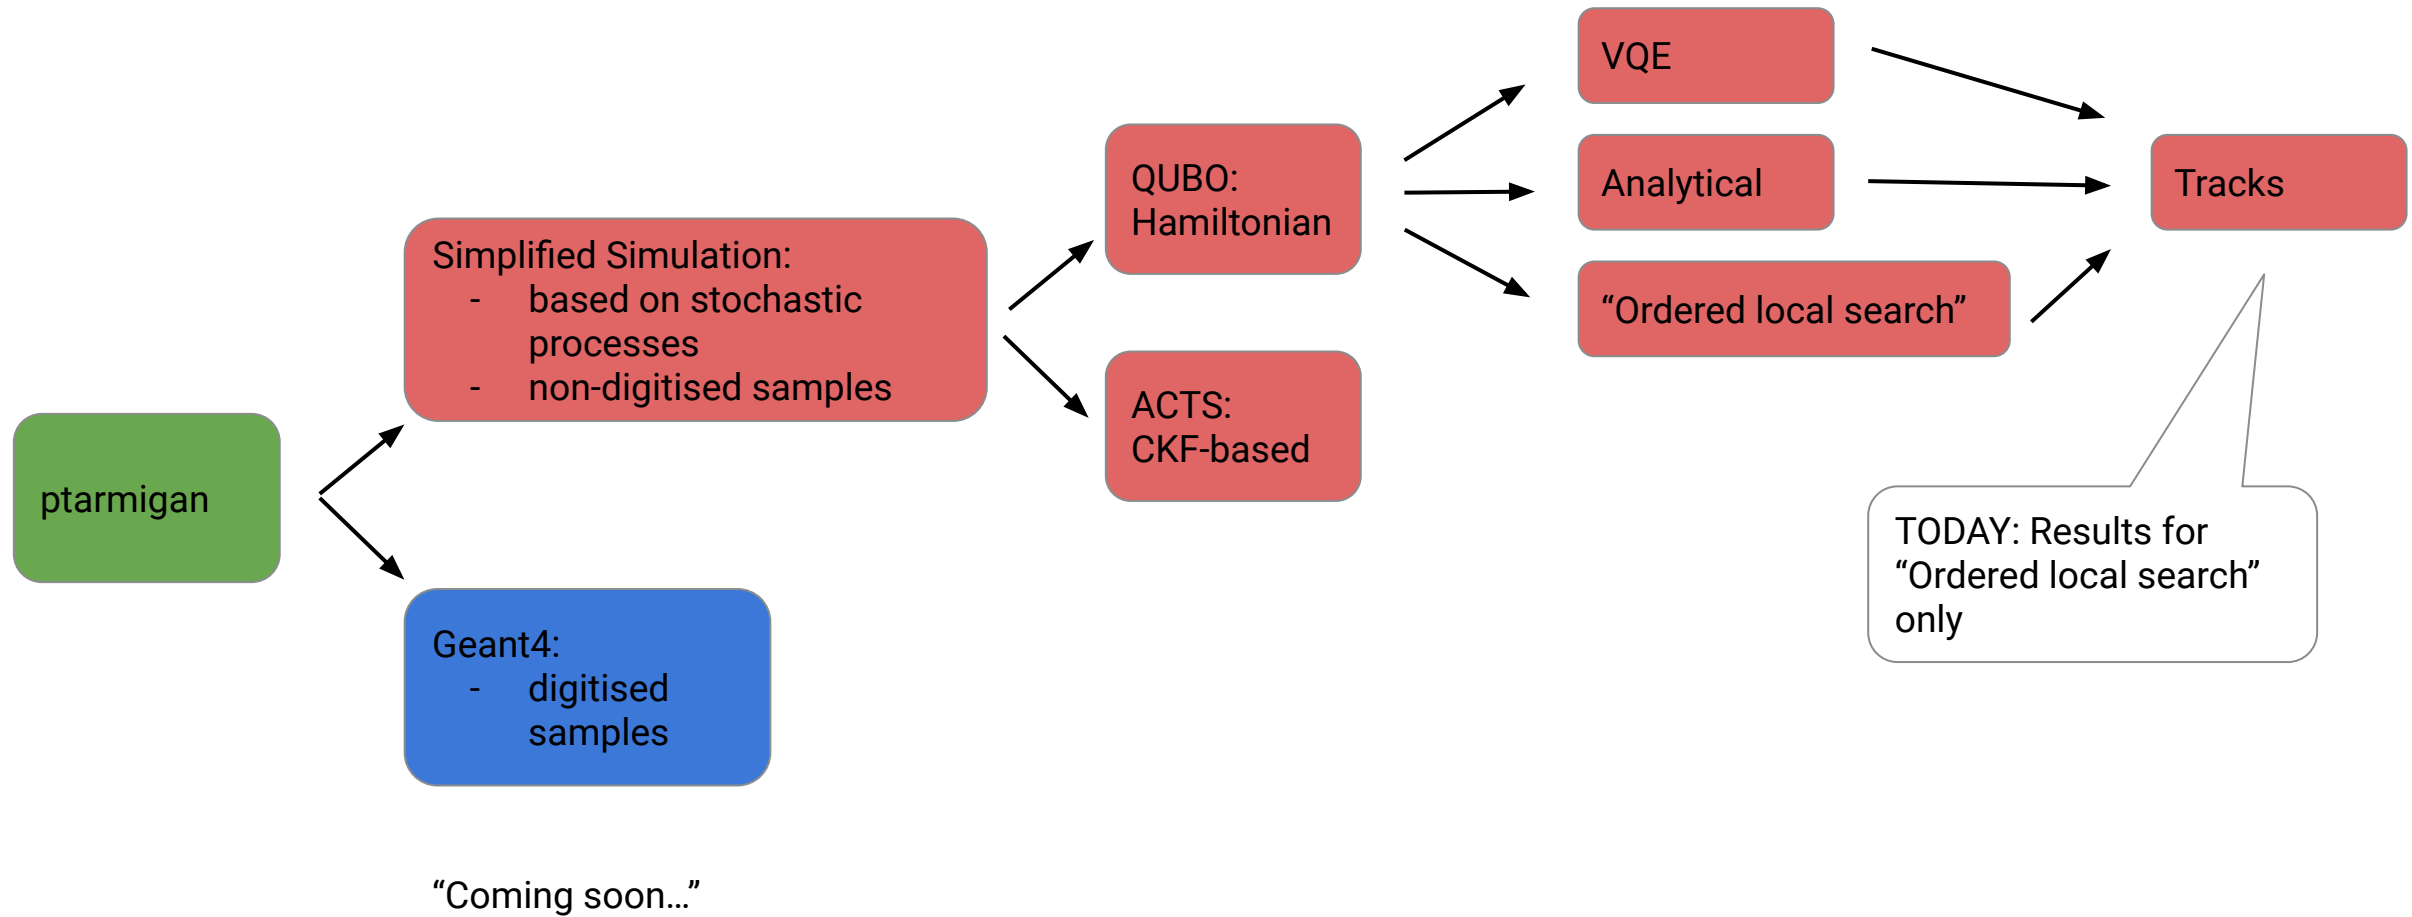 ptarmigan
Simplified Simulation:
- based on stochastic
processes
- non-digitised samples
Geant4:
- digitised
samples
“Coming soon…”
QUBO:
Hamiltonian
ACTS:
CKF-based
VQE
Analytical
“Ordered local search”
Tracks
TODAY: Results for
“Ordered local search”
only